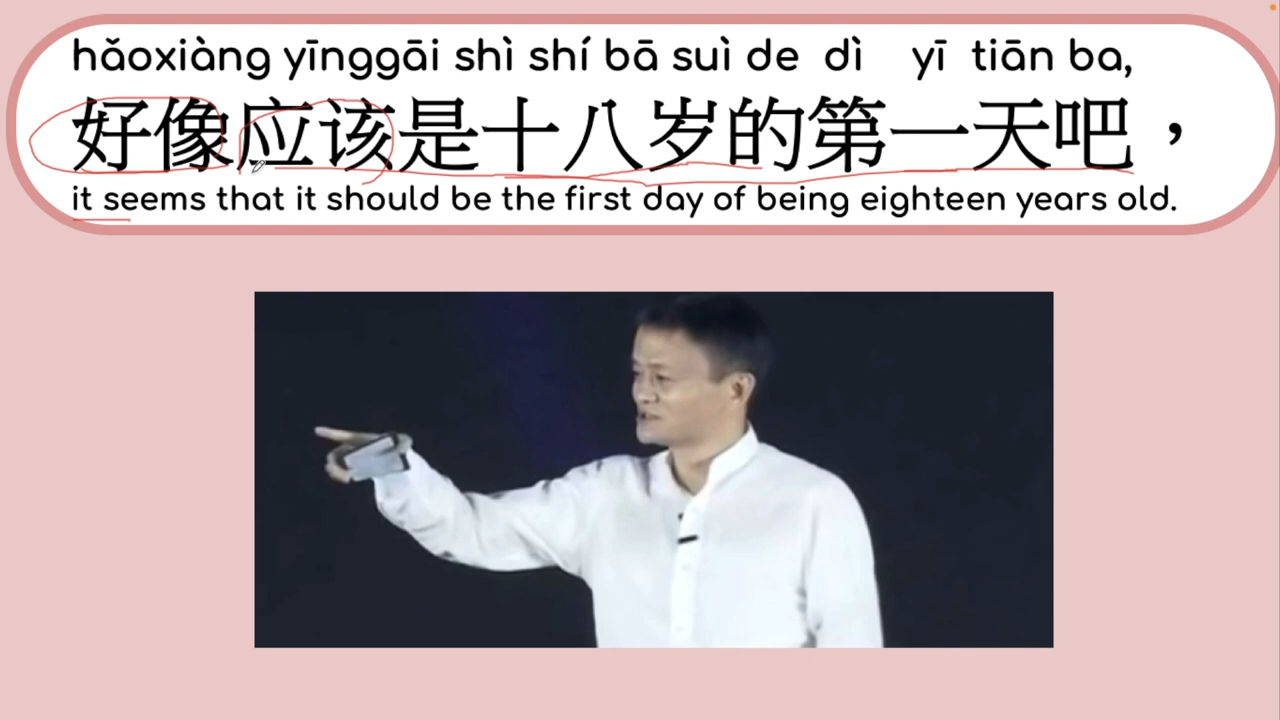 hǎoxiàng yīnggāi shì shí bā suì de dì yī tiān ba,
好像应该是十八岁的第一天吧，
it seems that it should be the first day of being eighteen years old.